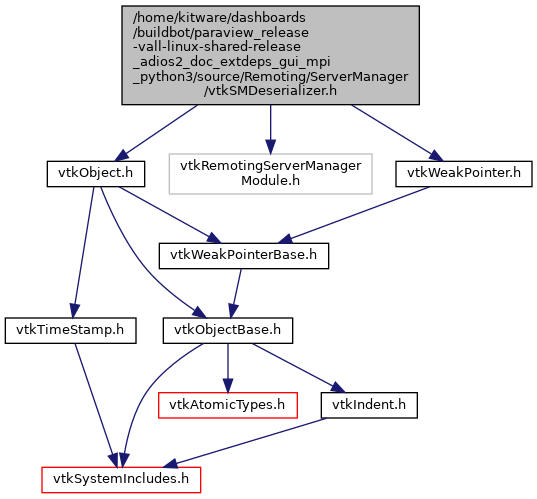 /home/kitware/dashboards
/buildbot/paraview_release
-vall-linux-shared-release
_adios2_doc_extdeps_gui_mpi
_python3/source/Remoting/ServerManager
/vtkSMDeserializer.h
vtkObject.h
vtkRemotingServerManager
Module.h
vtkWeakPointer.h
vtkWeakPointerBase.h
vtkTimeStamp.h
vtkObjectBase.h
vtkAtomicTypes.h
vtkIndent.h
vtkSystemIncludes.h